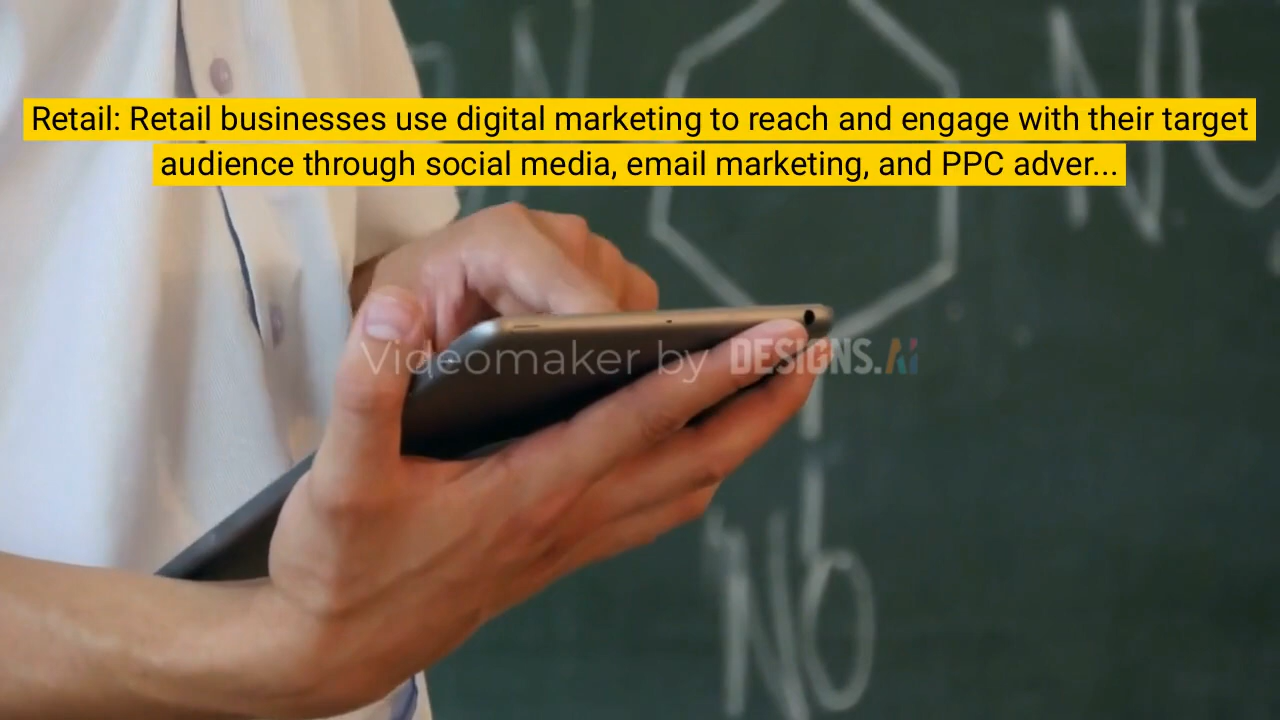 Retail: Retail businesses use digital marketing to reach and engage with their target
audience through social media, email marketing, and PPC adver...
Videomaker by DESIGNS.AI
NO